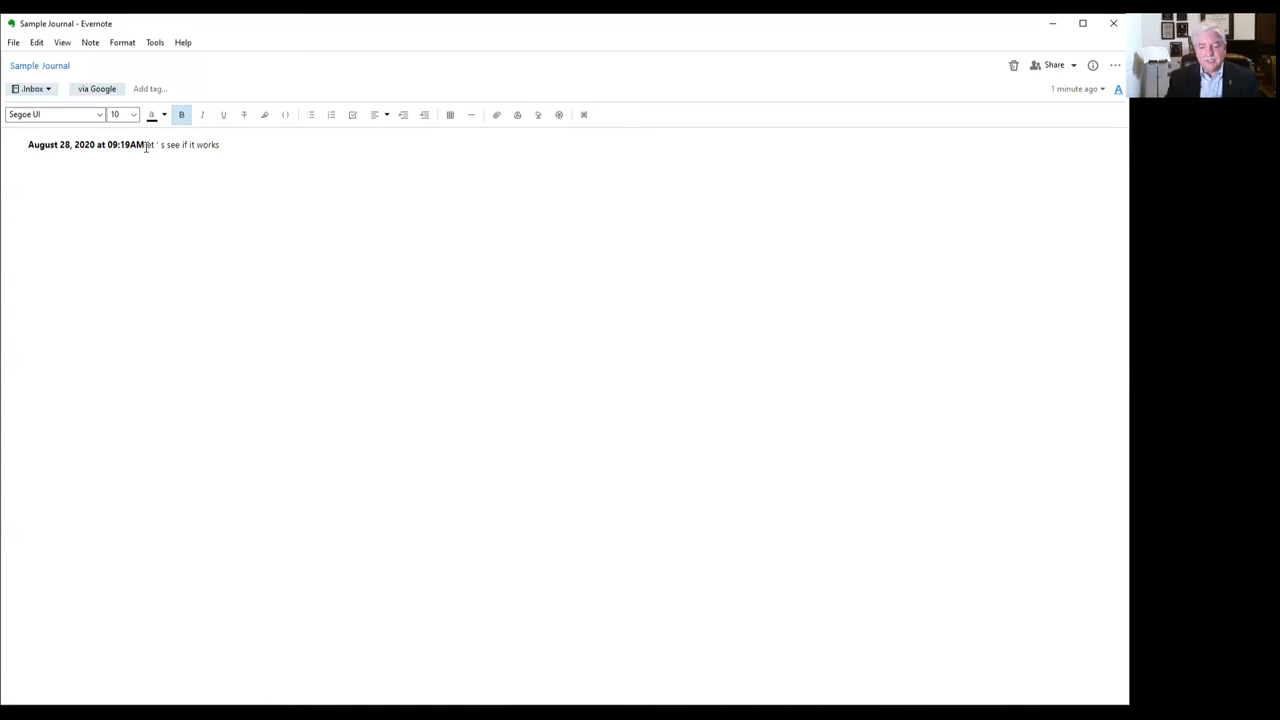 Sample Journal - Evernote
File Edit View Note Format Tools Help
Sample Journal
Share
.Inbox via Google Add tag...
1 minute ago
Segoe UI 10 a B I U T
August 28, 2020 at 09:19AM et ' s see if it works